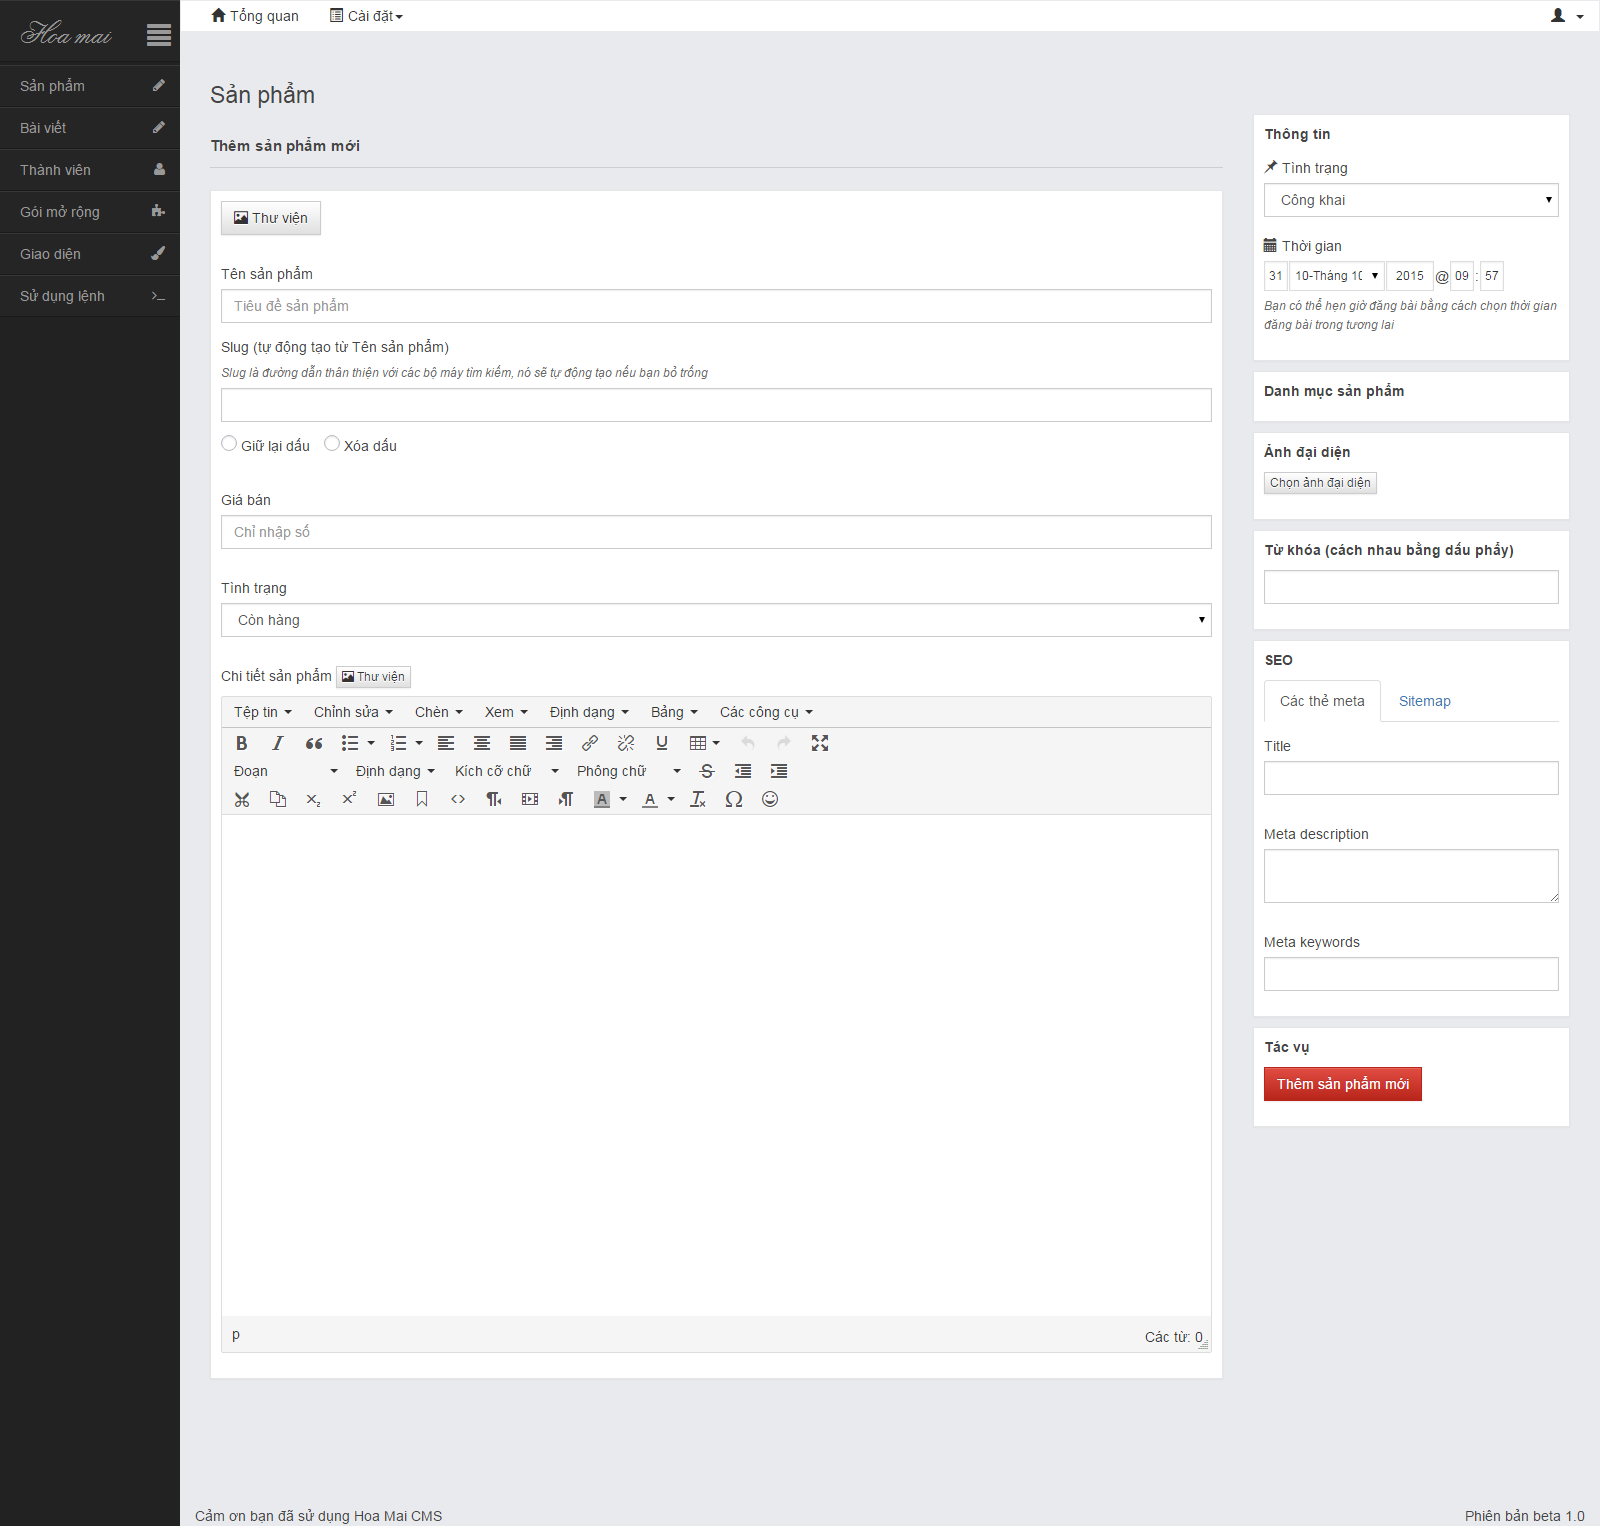 Hoa mai
Tổng quan
Cài đặt
Sản phẩm
Bài viết
Thành viên
Gói mở rộng
Giao diện
Sử dụng lệnh
Sản phẩm
Thêm sản phẩm mới
Thư viện
Tên sản phẩm
Tiêu đề sản phẩm
Slug (tự động tạo từ Tên sản phẩm)
Slug là đường dẫn thân thiện với các bộ máy tìm kiếm, nó sẽ tự động tạo nếu bạn bỏ trống
Giữ lại dấu Xóa dấu
Giá bán
Chỉ nhập số
Tình trạng
Còn hàng
Chi tiết sản phẩm Thư viện
Tệp tin Chỉnh sửa Chèn Xem Định dạng Bảng Các công cụ
Đoạn Định dạng Kích cỡ chữ Phông chữ
p
Các từ: 0
Thông tin
Tình trạng
Công khai
Thời gian
31 10-Tháng 10 2015 @ 09 : 57
Bạn có thể hẹn giờ đăng bài bằng cách chọn thời gian
đăng bài trong tương lai
Danh mục sản phẩm
Ảnh đại diện
Chọn ảnh đại diện
Từ khóa (cách nhau bằng dấu phẩy)
SEO
Các thẻ meta Sitemap
Title
Meta description
Meta keywords
Tác vụ
Thêm sản phẩm mới
Cảm ơn bạn đã sử dụng Hoa Mai CMS
Phiên bản beta 1.0